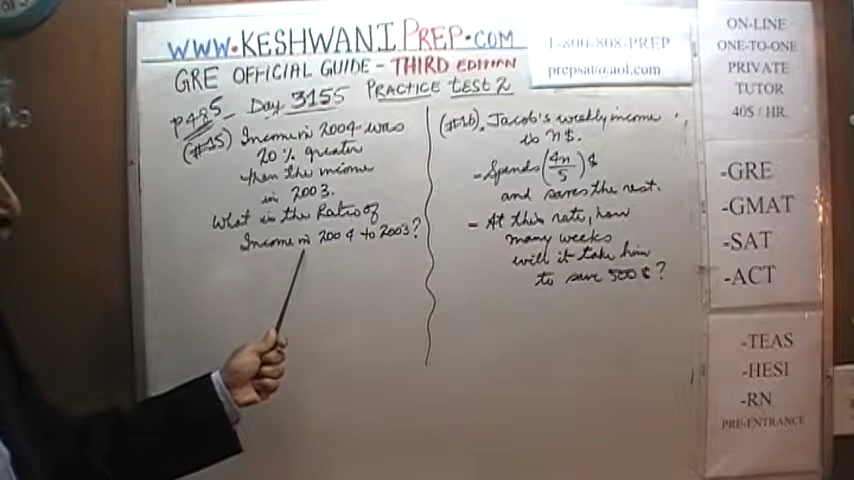 WWW.KESHWANIPREP.COM
1-800-808-PREP
prepsat@aol.com
GRE OFFICIAL GUIDE - THIRD EDITION
P485 - Day 3155 PRACTICE TEST 2
(#15) Income in 2004 was
20% greater
than the income
in 2003.
What is the Ratio of
Income in 2004 to 2003?
(#16). Jacob's weekly income
is n$.
- Spends (4n/5)$
and saves the rest.
- At this rate, how
many weeks
will it take him
to save 500$?
ON-LINE
ONE-TO-ONE
PRIVATE
TUTOR
40$ / HR.
-GRE
-GMAT
-SAT
-ACT
-TEAS
-HESI
-RN
PRE-ENTRANCE